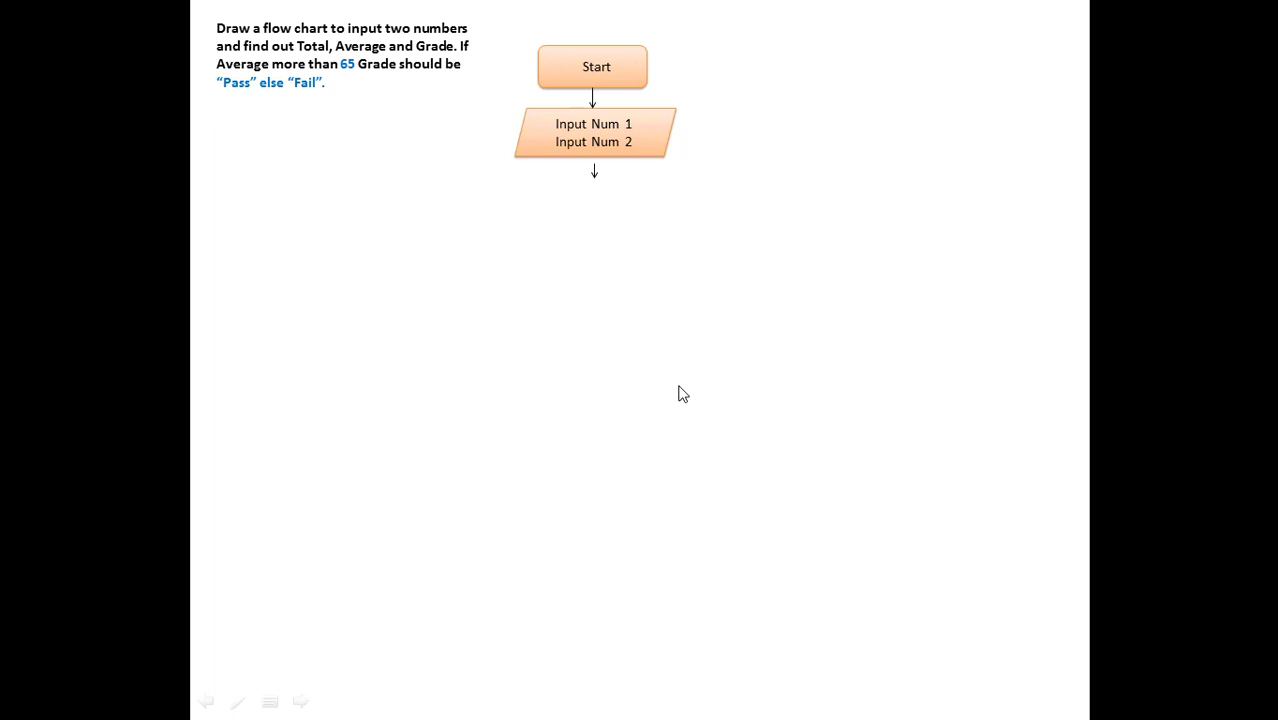 Draw a flow chart to input two numbers
and find out Total, Average and Grade. If
Average more than 65 Grade should be
“Pass” else “Fail”.
Start
Input Num 1
Input Num 2